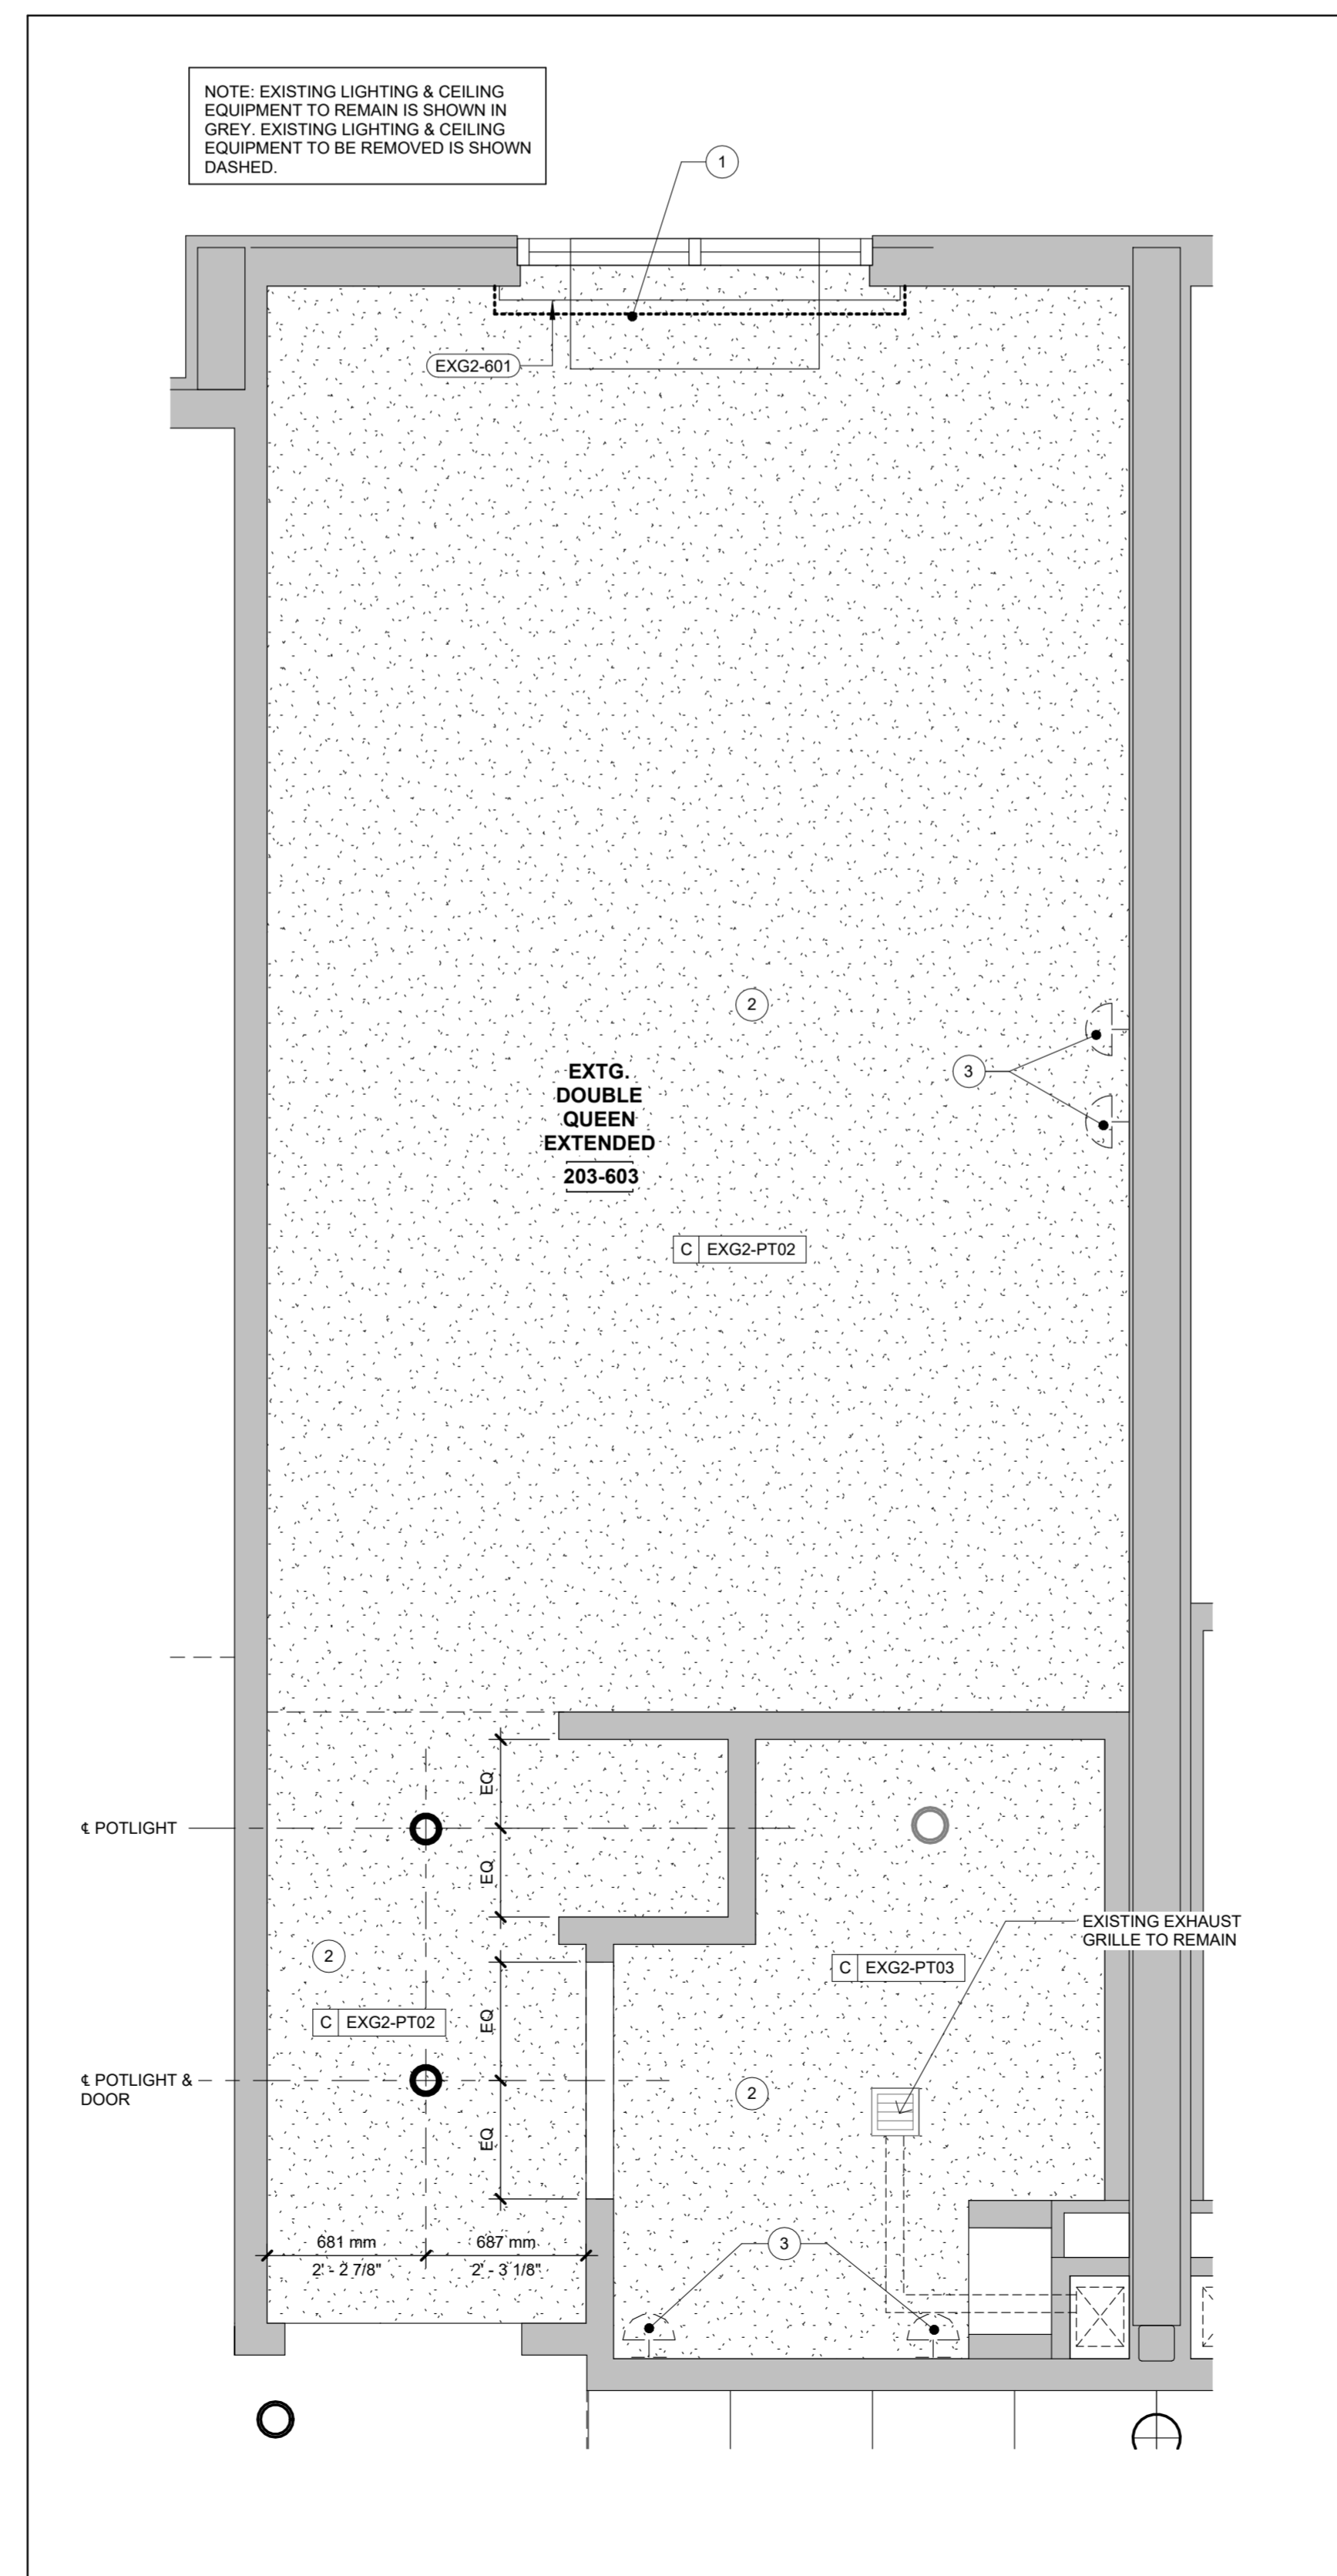 NOTE: EXISTING LIGHTING & CEILING
EQUIPMENT TO REMAIN IS SHOWN IN
GREY. EXISTING LIGHTING & CEILING
EQUIPMENT TO BE REMOVED IS SHOWN
DASHED.
1
EXG2-601
2
EXTG.
DOUBLE
QUEEN
EXTENDED
203-603
3
C EXG2-PT02
EQ
℄ POTLIGHT
EQ
EXISTING EXHAUST
GRILLE TO REMAIN
2
C EXG2-PT03
C EXG2-PT02
EQ
℄ POTLIGHT &
DOOR
2
EQ
681 mm
2' - 2 7/8"
687 mm
2' - 3 1/8"
3